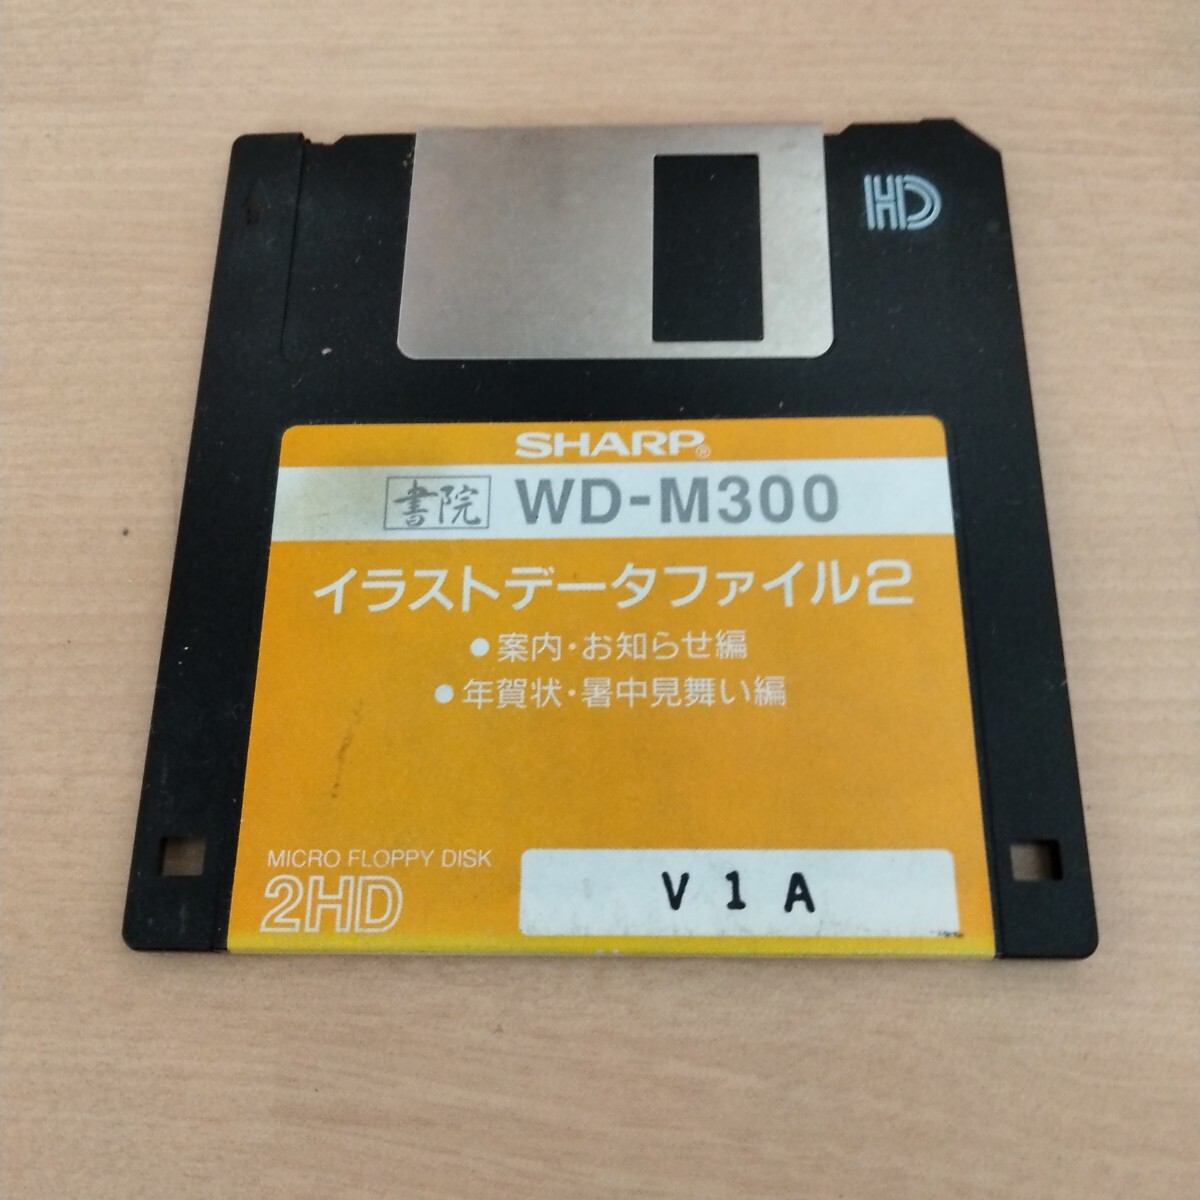 HD
SHARP®
書院 WD-M300
イラストデータファイル2
●案内・お知らせ編
●年賀状・暑中見舞い編
MICRO FLOPPY DISK
2HD
V1A